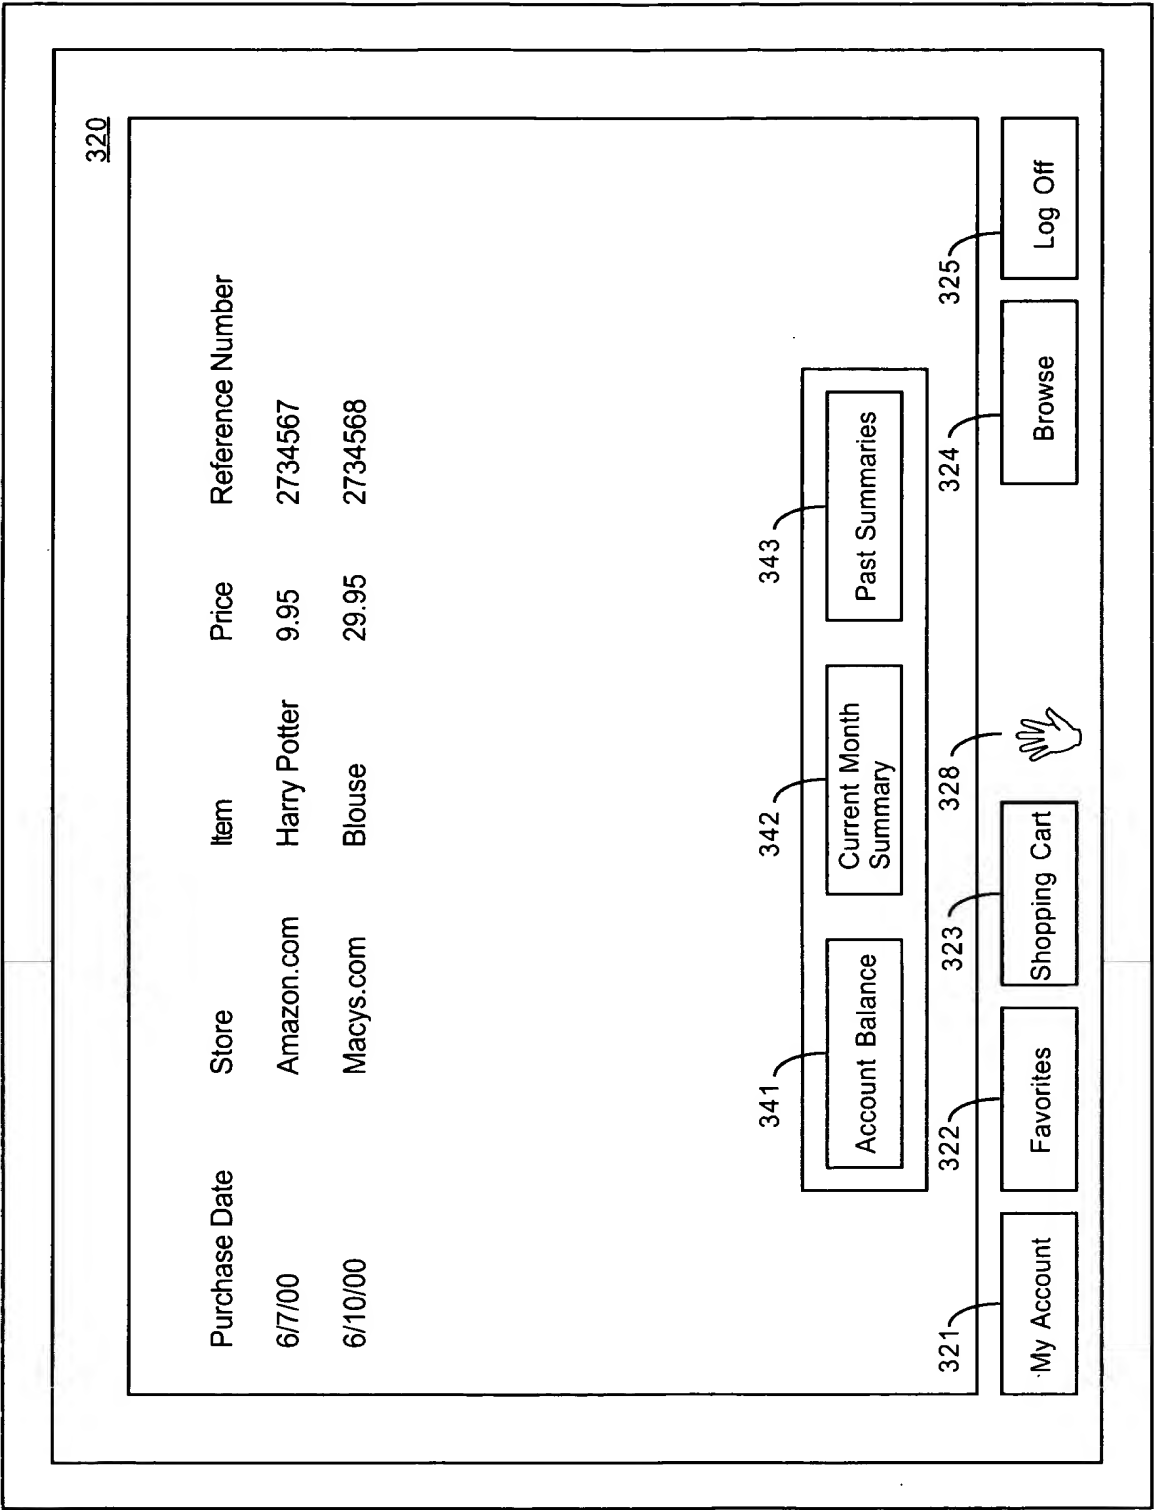 320
Purchase Date Store Item Price Reference Number
6/7/00 Amazon.com Harry Potter 9.95 2734567
6/10/00 Macys.com Blouse 29.95 2734568
341 342 343
Account Balance
Current Month
Summary
Past Summaries
321 322 323 328 324 325
My Account Favorites Shopping Cart Browse Log Off